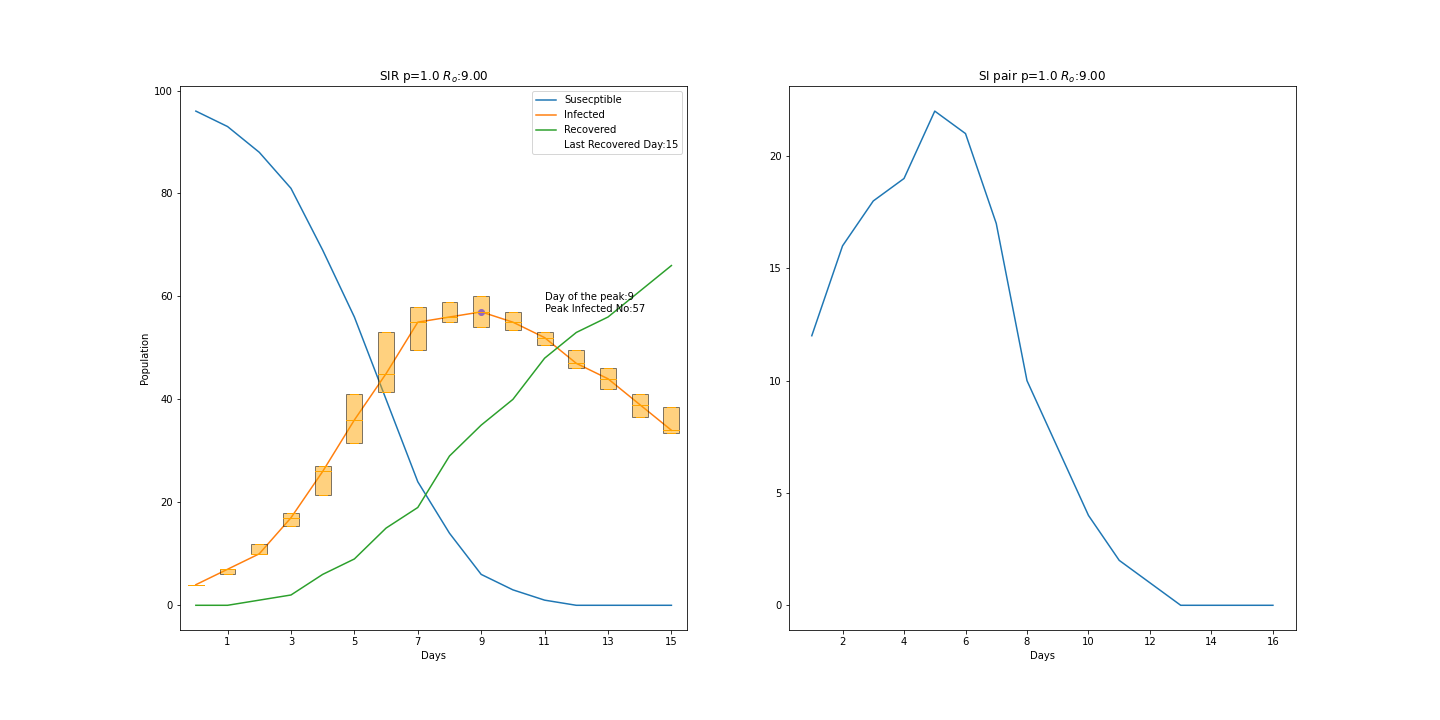 SIR p=1.0 Rₒ:9.00
100
80
60
40
20
0
Population
Susecptible
Infected
Recovered
Last Recovered Day:15
Day of the peak:9
Peak Infected No:57
1 3 5 7 9 11 13 15
Days
SI pair p=1.0 Rₒ:9.00
20
15
10
5
0
2 4 6 8 10 12 14 16
Days